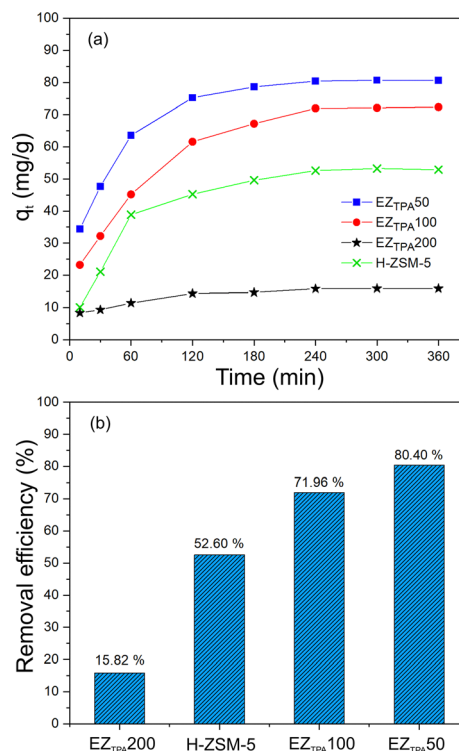 (a)
100
90
80
70
60
50
40
30
20
10
0
qt (mg/g)
EZTPA50
EZTPA100
EZTPA200
H-ZSM-5
0 60 120 180 240 300 360
Time (min)
(b)
100
90
80
70
60
50
40
30
20
10
0
Removal efficiency (%)
15.82 %
52.60 %
71.96 %
80.40 %
EZTPA200 H-ZSM-5 EZTPA100 EZTPA50